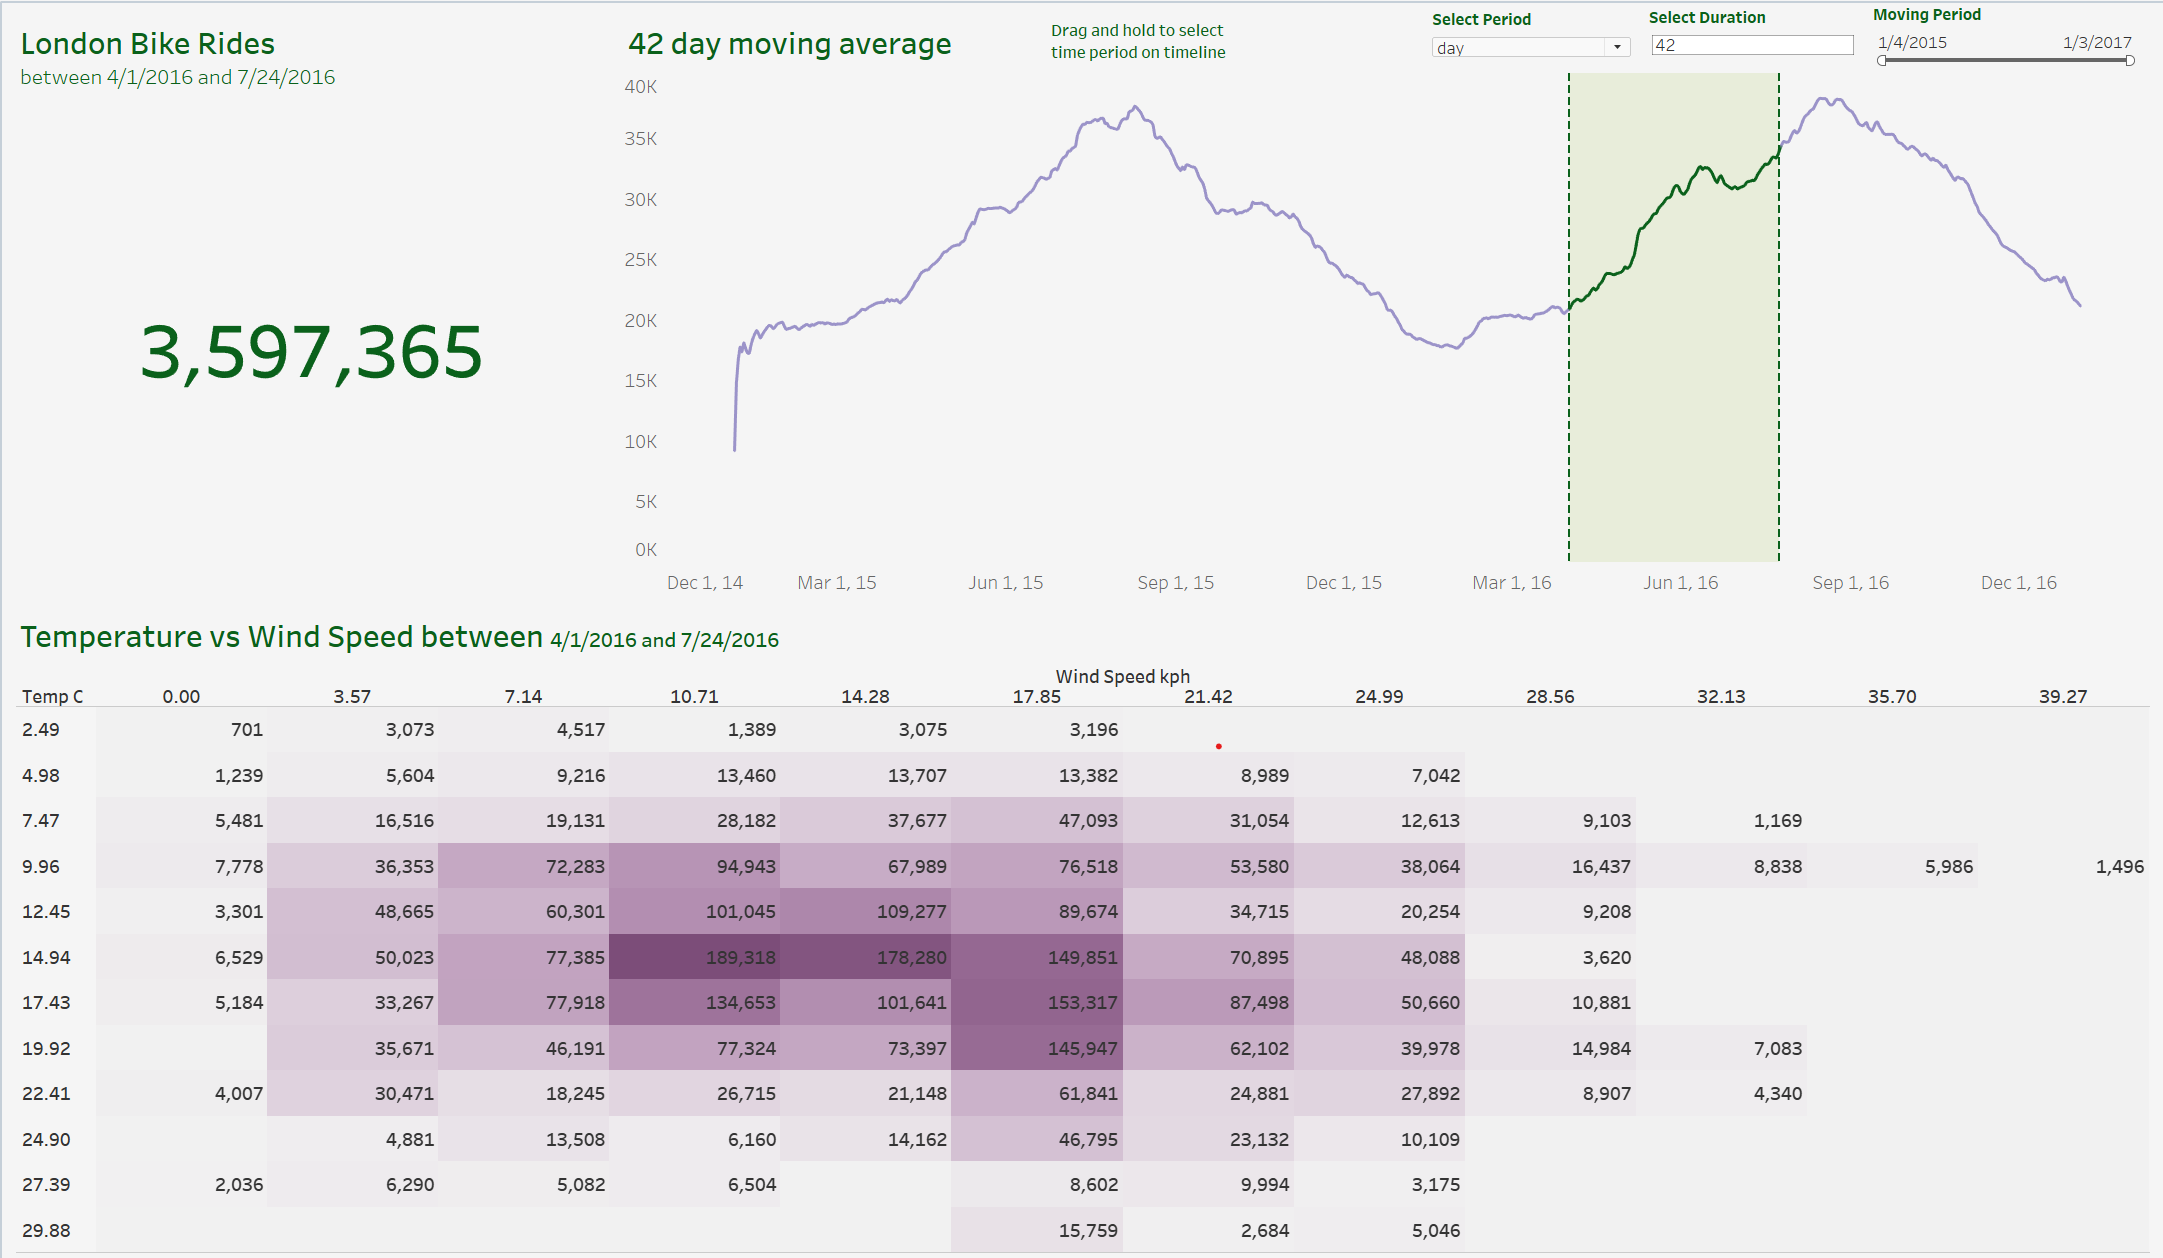 London Bike Rides
between 4/1/2016 and 7/24/2016
3,597,365
42 day moving average
Drag and hold to select
time period on timeline
Select Period
day
Select Duration
42
Moving Period
1/4/2015 1/3/2017
40K
35K
30K
25K
20K
15K
10K
5K
0K
Dec 1, 14 Mar 1, 15 Jun 1, 15 Sep 1, 15 Dec 1, 15 Mar 1, 16 Jun 1, 16 Sep 1, 16 Dec 1, 16
Temperature vs Wind Speed between 4/1/2016 and 7/24/2016
Wind Speed kph
Temp C 0.00 3.57 7.14 10.71 14.28 17.85 21.42 24.99 28.56 32.13 35.70 39.27
2.49 701 3,073 4,517 1,389 3,075 3,196
4.98 1,239 5,604 9,216 13,460 13,707 13,382 8,989 7,042
7.47 5,481 16,516 19,131 28,182 37,677 47,093 31,054 12,613 9,103 1,169
9.96 7,778 36,353 72,283 94,943 67,989 76,518 53,580 38,064 16,437 8,838 5,986 1,496
12.45 3,301 48,665 60,301 101,045 109,277 89,674 34,715 20,254 9,208
14.94 6,529 50,023 77,385 189,318 178,280 149,851 70,895 48,088 3,620
17.43 5,184 33,267 77,918 134,653 101,641 153,317 87,498 50,660 10,881
19.92 35,671 46,191 77,324 73,397 145,947 62,102 39,978 14,984 7,083
22.41 4,007 30,471 18,245 26,715 21,148 61,841 24,881 27,892 8,907 4,340
24.90 4,881 13,508 6,160 14,162 46,795 23,132 10,109
27.39 2,036 6,290 5,082 6,504 8,602 9,994 3,175
29.88 15,759 2,684 5,046